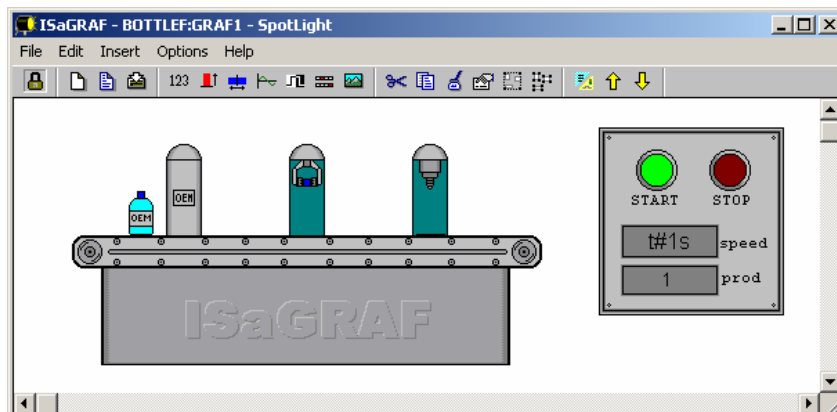 ISaGRAF - BOTTLEF:GRAF1 - SpotLight
File Edit Insert Options Help
123
OEM
OEM
START STOP
t#1s speed
1 prod
ISaGRAF